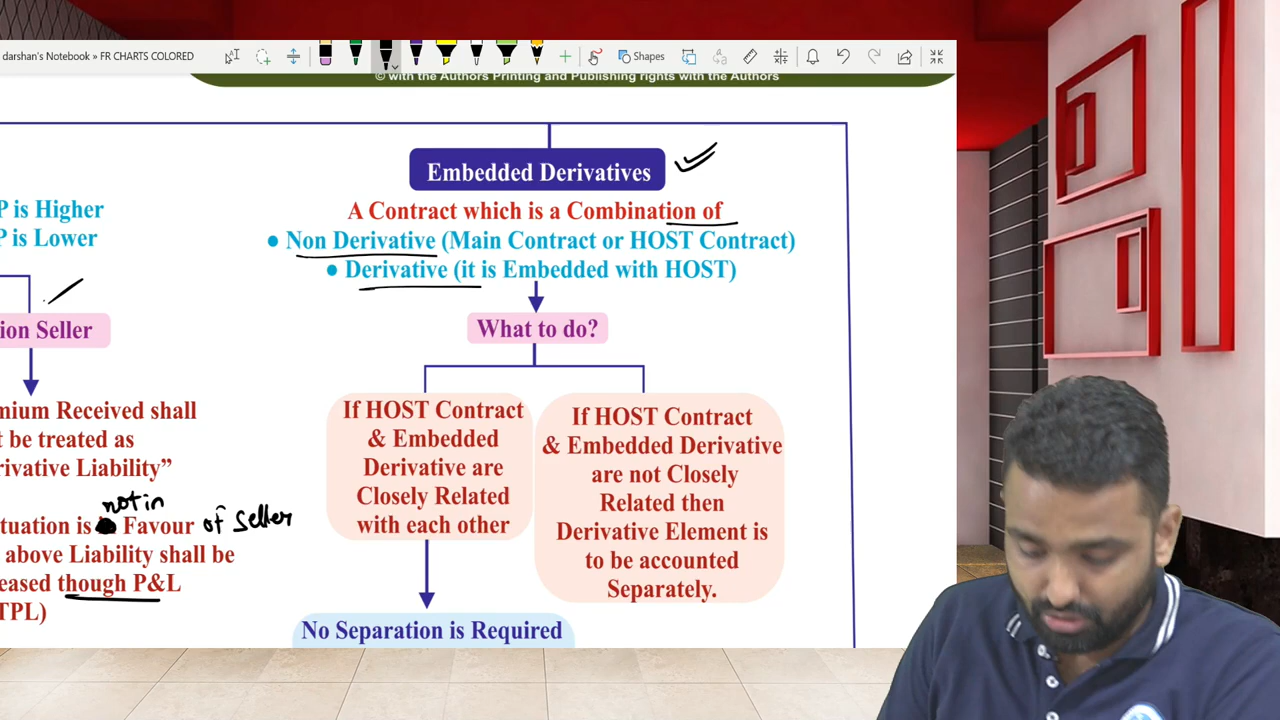 darshan's Notebook » FR CHARTS COLORED
Shapes
© with the Authors Printing and Publishing rights with the Authors
Embedded Derivatives
A Contract which is a Combination of
● Non Derivative (Main Contract or HOST Contract)
● Derivative (it is Embedded with HOST)
What to do?
If HOST Contract
& Embedded
Derivative are
Closely Related
with each other
No Separation is Required
If HOST Contract
& Embedded Derivative
are not Closely
Related then
Derivative Element is
to be accounted
Separately.
P is Higher
P is Lower
ion Seller
mium Received shall
t be treated as
rivative Liability”
not in
tuation is Favour of Seller
above Liability shall be
eased though P&L
TPL)